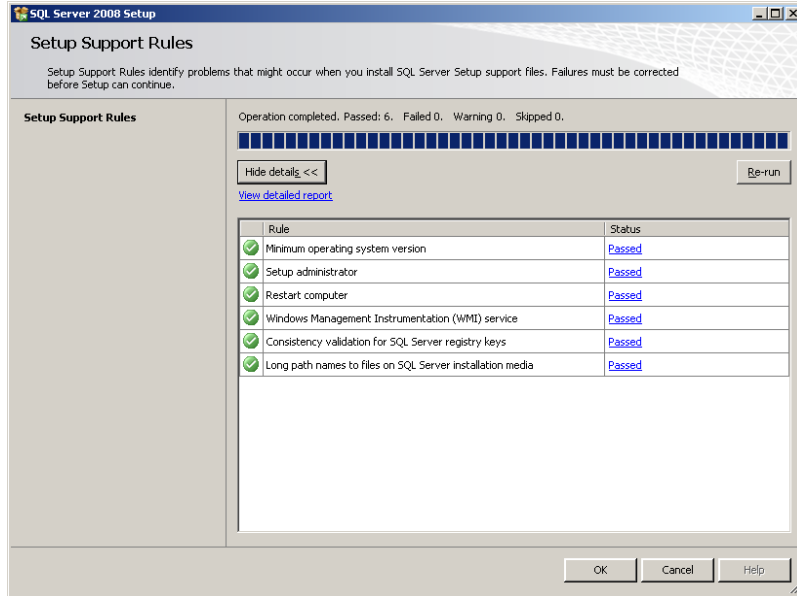 SQL Server 2008 Setup
Setup Support Rules
Setup Support Rules identify problems that might occur when you install SQL Server Setup support files. Failures must be corrected
before Setup can continue.
Setup Support Rules
Operation completed. Passed: 6. Failed 0. Warning 0. Skipped 0.
Hide details <<
Re-run
View detailed report
Rule Status
Minimum operating system version Passed
Setup administrator Passed
Restart computer Passed
Windows Management Instrumentation (WMI) service Passed
Consistency validation for SQL Server registry keys Passed
Long path names to files on SQL Server installation media Passed
OK Cancel Help